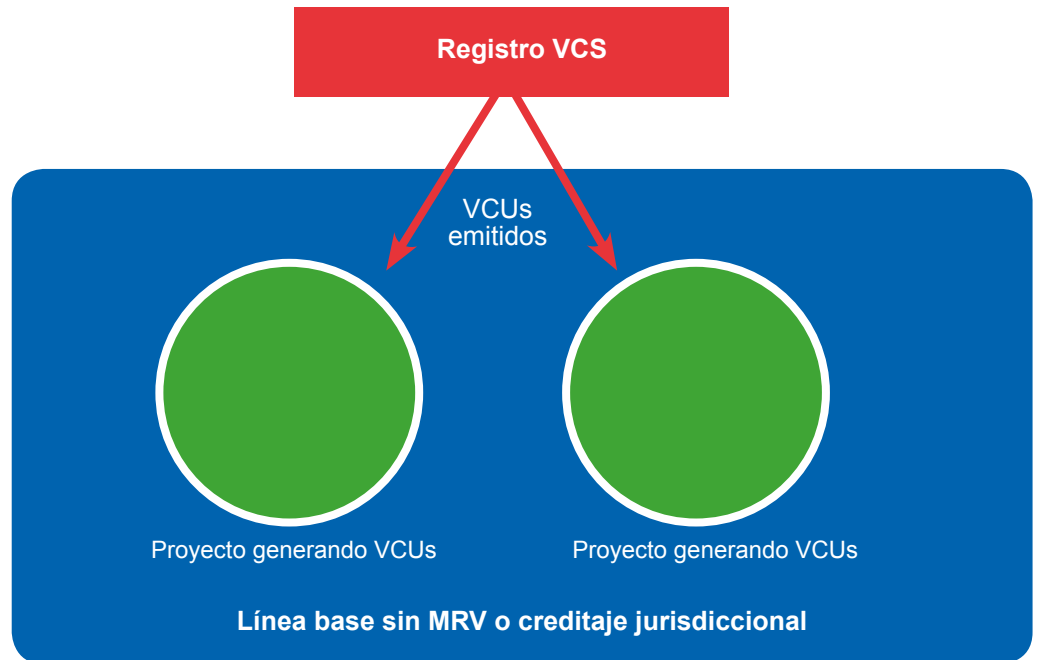 Registro VCS
VCUs
emitidos
Proyecto generando VCUs
Proyecto generando VCUs
Línea base sin MRV o creditaje jurisdiccional